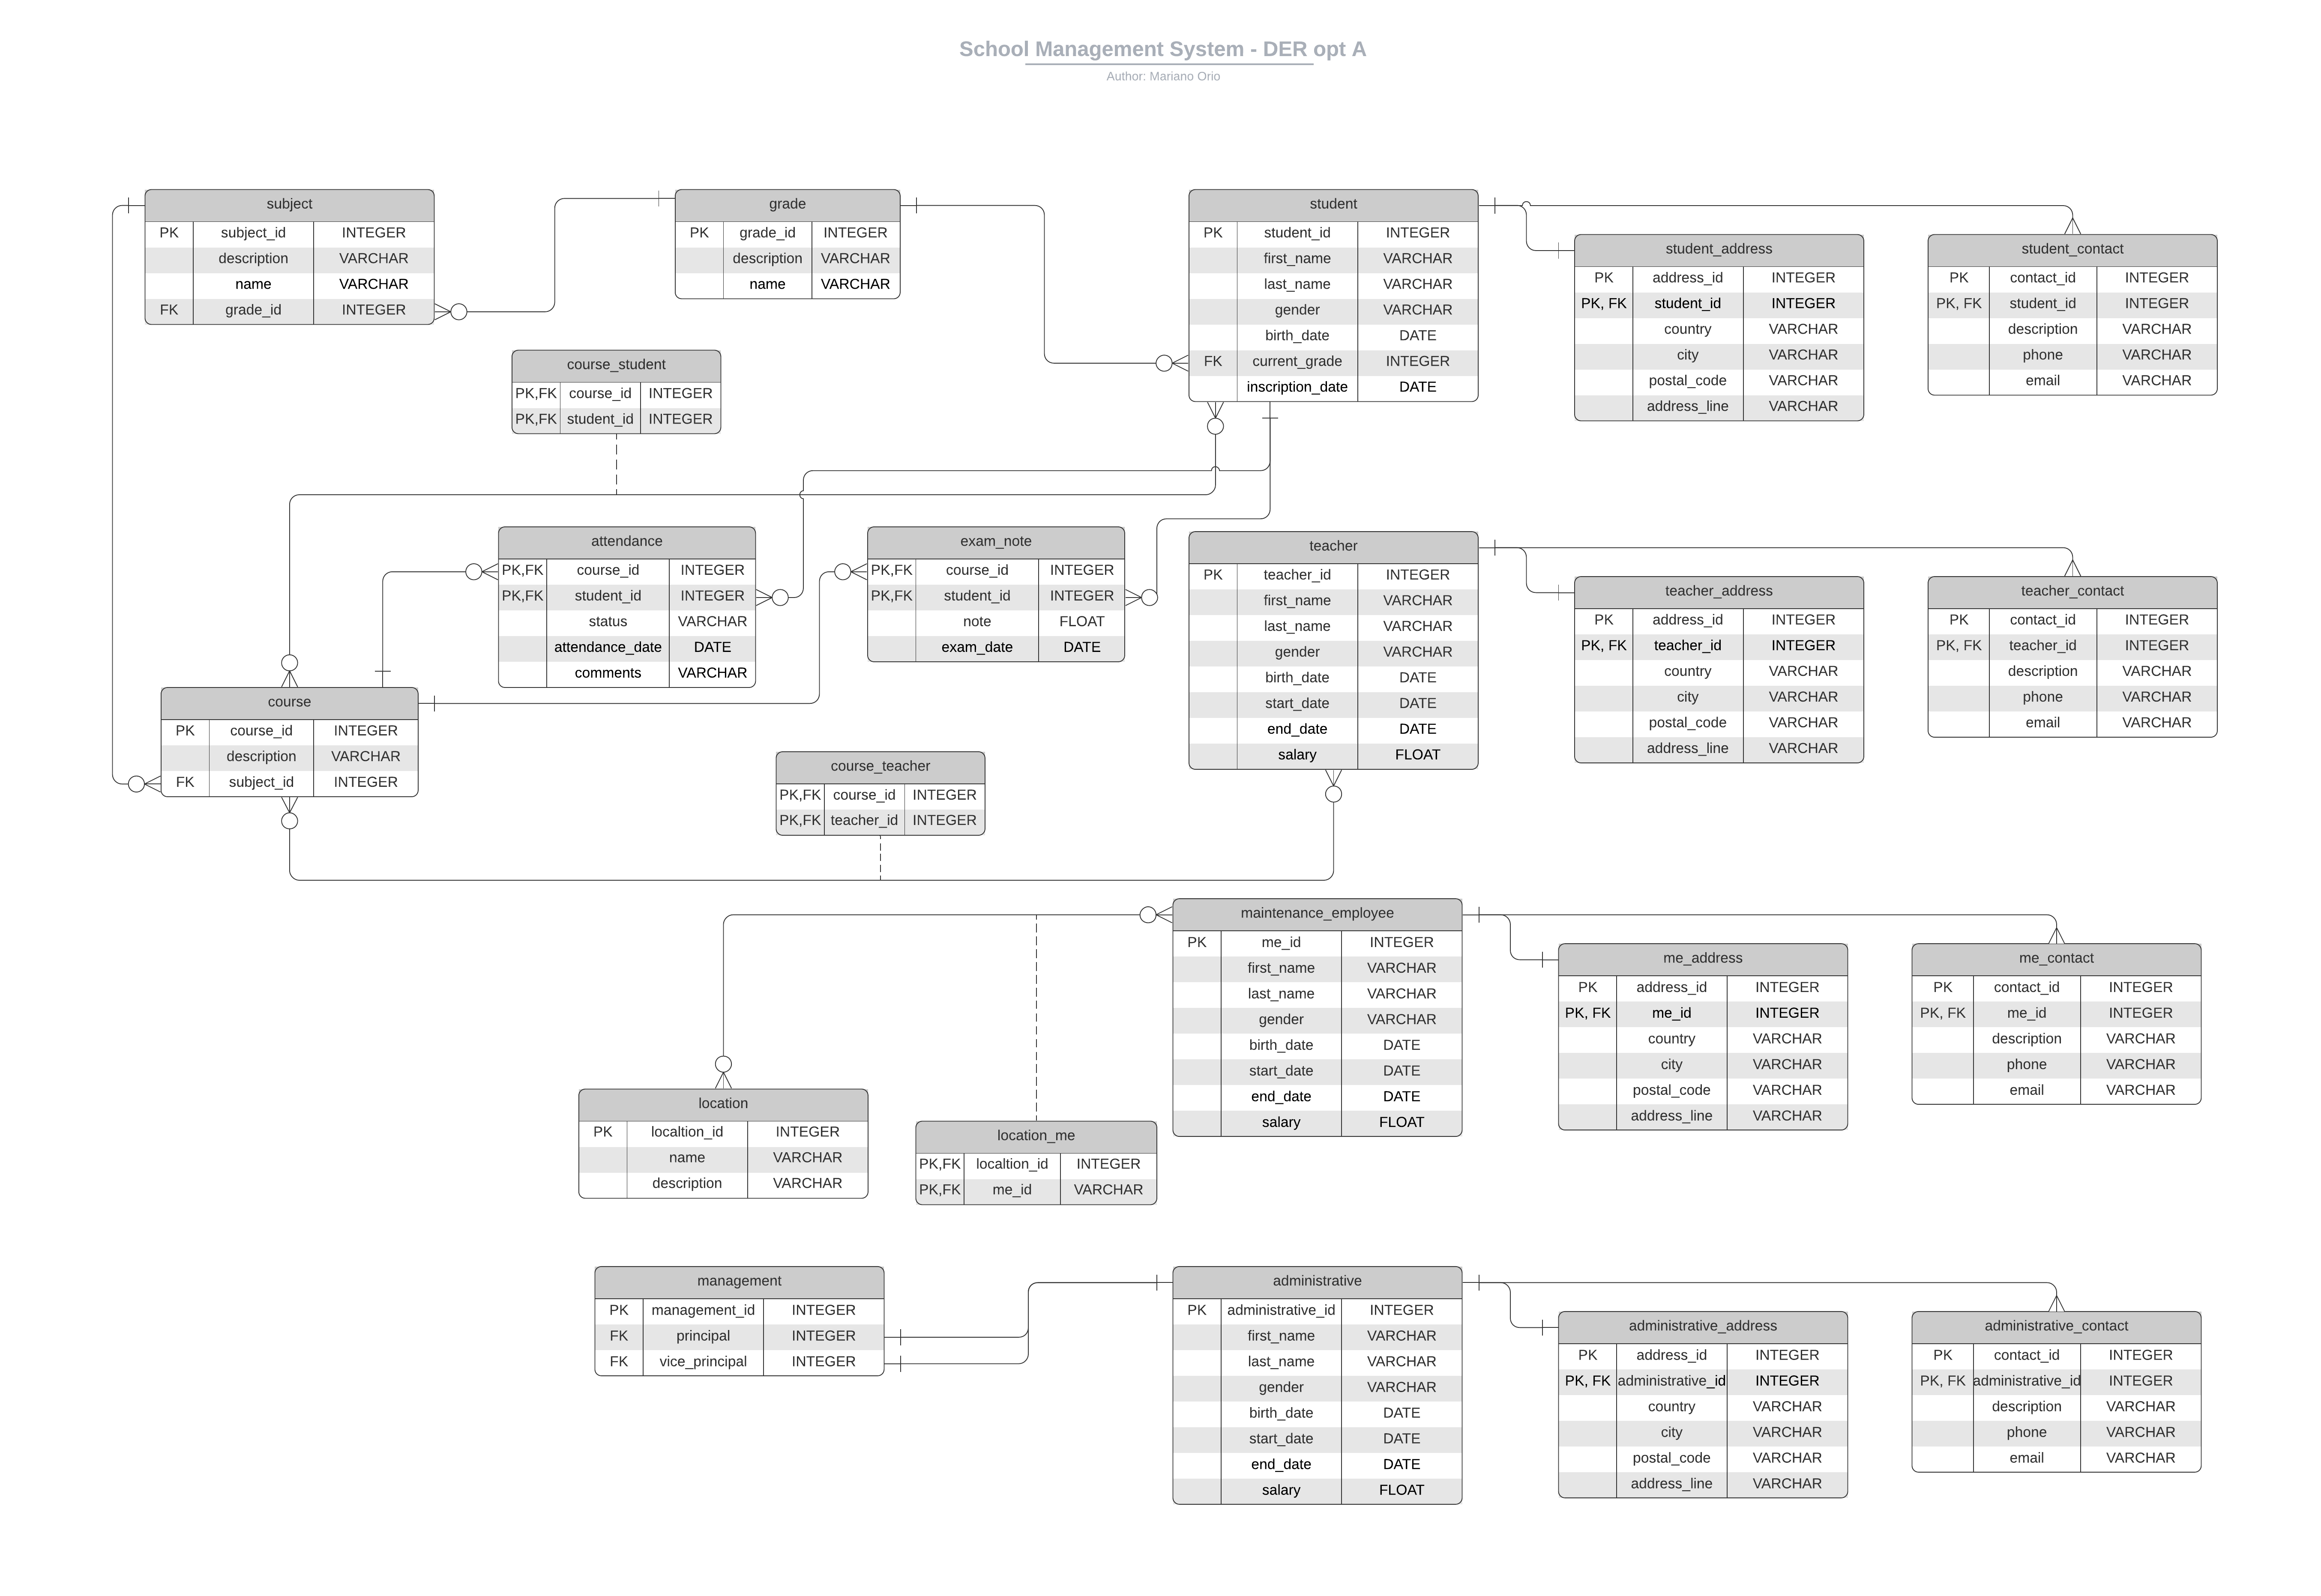 School Management System - DER opt A
Author: Mariano Orio
subject
PK subject_id INTEGER
description VARCHAR
name VARCHAR
FK grade_id INTEGER
grade
PK grade_id INTEGER
description VARCHAR
name VARCHAR
student
PK student_id INTEGER
first_name VARCHAR
last_name VARCHAR
gender VARCHAR
birth_date DATE
FK current_grade INTEGER
inscription_date DATE
student_address
PK address_id INTEGER
PK, FK student_id INTEGER
country VARCHAR
city VARCHAR
postal_code VARCHAR
address_line VARCHAR
student_contact
PK contact_id INTEGER
PK, FK student_id INTEGER
description VARCHAR
phone VARCHAR
email VARCHAR
course_student
PK,FK course_id INTEGER
PK,FK student_id INTEGER
attendance
PK,FK course_id INTEGER
PK,FK student_id INTEGER
status VARCHAR
attendance_date DATE
comments VARCHAR
exam_note
PK,FK course_id INTEGER
PK,FK student_id INTEGER
note FLOAT
exam_date DATE
teacher
PK teacher_id INTEGER
first_name VARCHAR
last_name VARCHAR
gender VARCHAR
birth_date DATE
start_date DATE
end_date DATE
salary FLOAT
teacher_address
PK address_id INTEGER
PK, FK teacher_id INTEGER
country VARCHAR
city VARCHAR
postal_code VARCHAR
address_line VARCHAR
teacher_contact
PK contact_id INTEGER
PK, FK teacher_id INTEGER
description VARCHAR
phone VARCHAR
email VARCHAR
course
PK course_id INTEGER
description VARCHAR
FK subject_id INTEGER
course_teacher
PK,FK course_id INTEGER
PK,FK teacher_id INTEGER
maintenance_employee
PK me_id INTEGER
first_name VARCHAR
last_name VARCHAR
gender VARCHAR
birth_date DATE
start_date DATE
end_date DATE
salary FLOAT
me_address
PK address_id INTEGER
PK, FK me_id INTEGER
country VARCHAR
city VARCHAR
postal_code VARCHAR
address_line VARCHAR
me_contact
PK contact_id INTEGER
PK, FK me_id INTEGER
description VARCHAR
phone VARCHAR
email VARCHAR
location
PK localtion_id INTEGER
name VARCHAR
description VARCHAR
location_me
PK,FK localtion_id INTEGER
PK,FK me_id VARCHAR
management
PK management_id INTEGER
FK principal INTEGER
FK vice_principal INTEGER
administrative
PK administrative_id INTEGER
first_name VARCHAR
last_name VARCHAR
gender VARCHAR
birth_date DATE
start_date DATE
end_date DATE
salary FLOAT
administrative_address
PK address_id INTEGER
PK, FK administrative_id INTEGER
country VARCHAR
city VARCHAR
postal_code VARCHAR
address_line VARCHAR
administrative_contact
PK contact_id INTEGER
PK, FK administrative_id INTEGER
description VARCHAR
phone VARCHAR
email VARCHAR